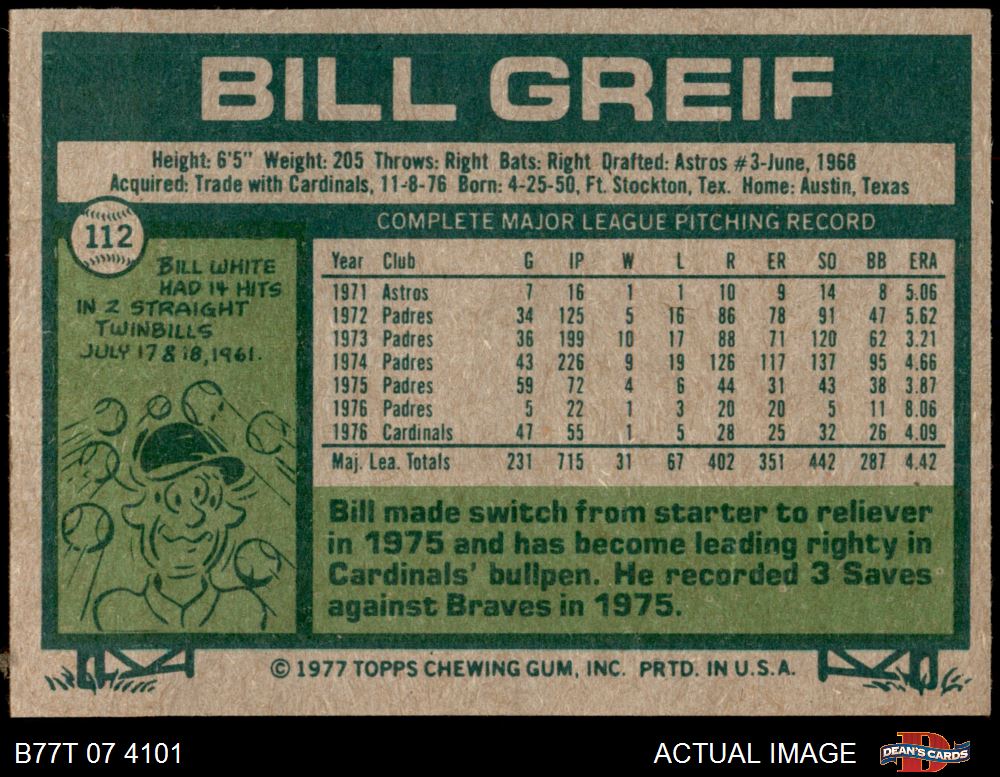 BILL GREIF
Height: 6'5" Weight: 205 Throws: Right Bats: Right Drafted: Astros #3-June, 1968
Acquired: Trade with Cardinals, 11-8-76 Born: 4-25-50, Ft. Stockton, Tex. Home: Austin, Texas
112
BILL WHITE
HAD 14 HITS
IN 2 STRAIGHT
TWINBILLS
JULY 17 & 18, 1961.
COMPLETE MAJOR LEAGUE PITCHING RECORD
Year Club G IP W L R ER SO BB ERA
1971 Astros 7 16 1 1 10 9 14 8 5.06
1972 Padres 34 125 5 16 86 78 91 47 5.62
1973 Padres 36 199 10 17 88 71 120 62 3.21
1974 Padres 43 226 9 19 126 117 137 95 4.66
1975 Padres 59 72 4 6 44 31 43 38 3.87
1976 Padres 5 22 1 3 20 20 5 11 8.06
1976 Cardinals 47 55 1 5 28 25 32 26 4.09
Maj. Lea. Totals 231 715 31 67 402 351 442 287 4.42
Bill made switch from starter to reliever
in 1975 and has become leading righty in
Cardinals' bullpen. He recorded 3 Saves
against Braves in 1975.
© 1977 TOPPS CHEWING GUM, INC. PRTD. IN U.S.A.
B77T 07 4101
ACTUAL IMAGE
DEAN'S CARDS